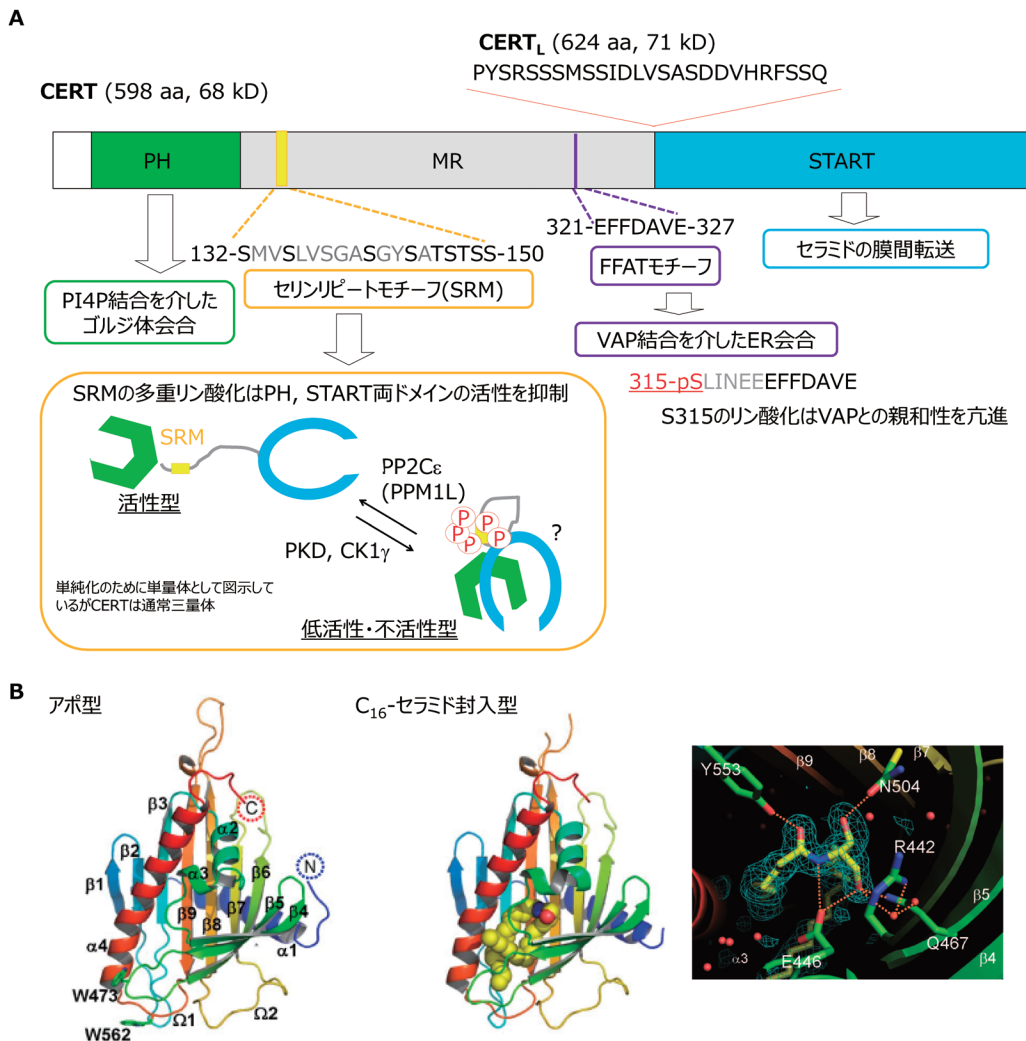 A
CERT_L (624 aa, 71 kD)
PYSRSSSMSSIDLVSASDDVHRFSSQ
CERT (598 aa, 68 kD)
PH
MR
START
132-SMVSLVSGASGYSATSTSS-150
321-EFFDAVE-327
セラミドの膜間転送
セリンリピートモチーフ(SRM)
FFATモチーフ
PI4P結合を介した
ゴルジ体会合
VAP結合を介したER会合
315-pSLINEEEFFDAVE
S315のリン酸化はVAPとの親和性を亢進
SRMの多重リン酸化はPH, START両ドメインの活性を抑制
SRM
活性型
PP2Cε
(PPM1L)
PKD, CK1γ
P
P
P
P
P
?
単純化のために単量体として図示して
いるがCERTは通常三量体
低活性・不活性型
B
アポ型
C₁₆-セラミド封入型
β3
C
α2
β2
N
β1
α3
β6
β7
β5
β4
β9
β8
α1
α4
W473
Ω1
Ω2
W562
Y553
β9
β8
β7
N504
R442
β5
Q467
α3
E446
β4